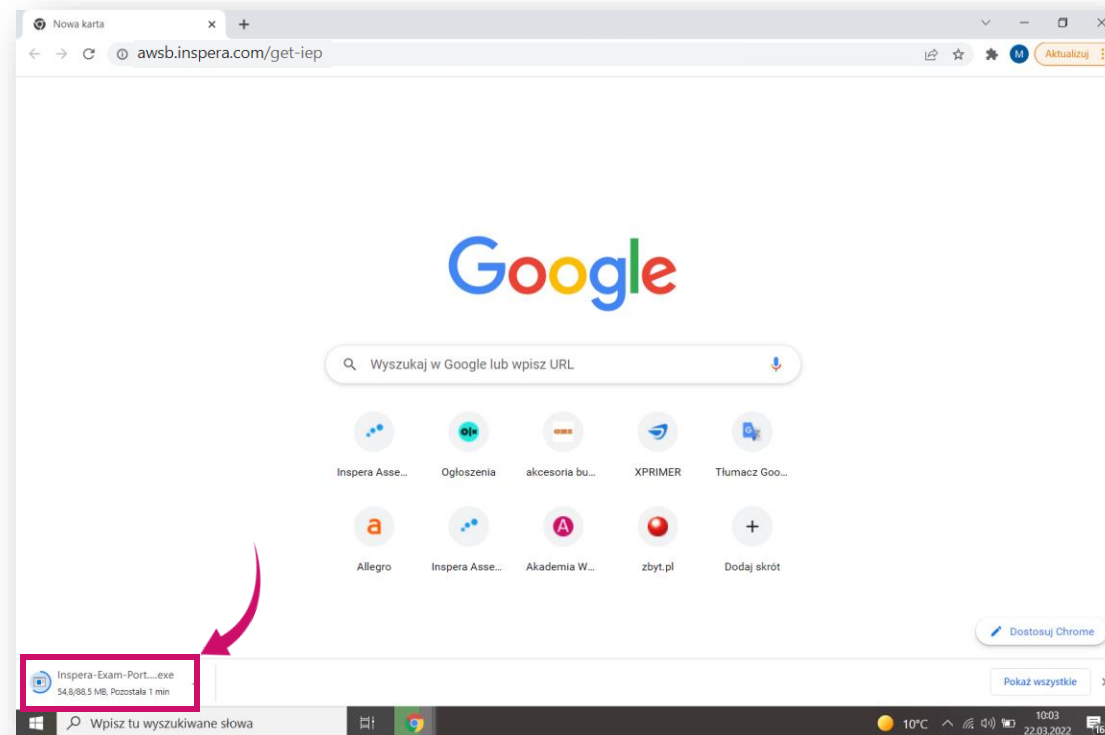 Nowa karta
awsb.inspera.com/get-iep
M
Aktualizuj
Google
Wyszukaj w Google lub wpisz URL
olx
Inspera Asse...
Ogłoszenia
akcesoria bu...
XPRIMER
Tłumacz Goo...
a
A
Allegro
Inspera Asse...
Akademia W...
zbyt.pl
Dodaj skrót
Dostosuj Chrome
Inspera-Exam-Port....exe
54,8/88,5 MB, Pozostała 1 min
Pokaż wszystkie
Wpisz tu wyszukiwane słowa
10°C
10:03
22.03.2022
16